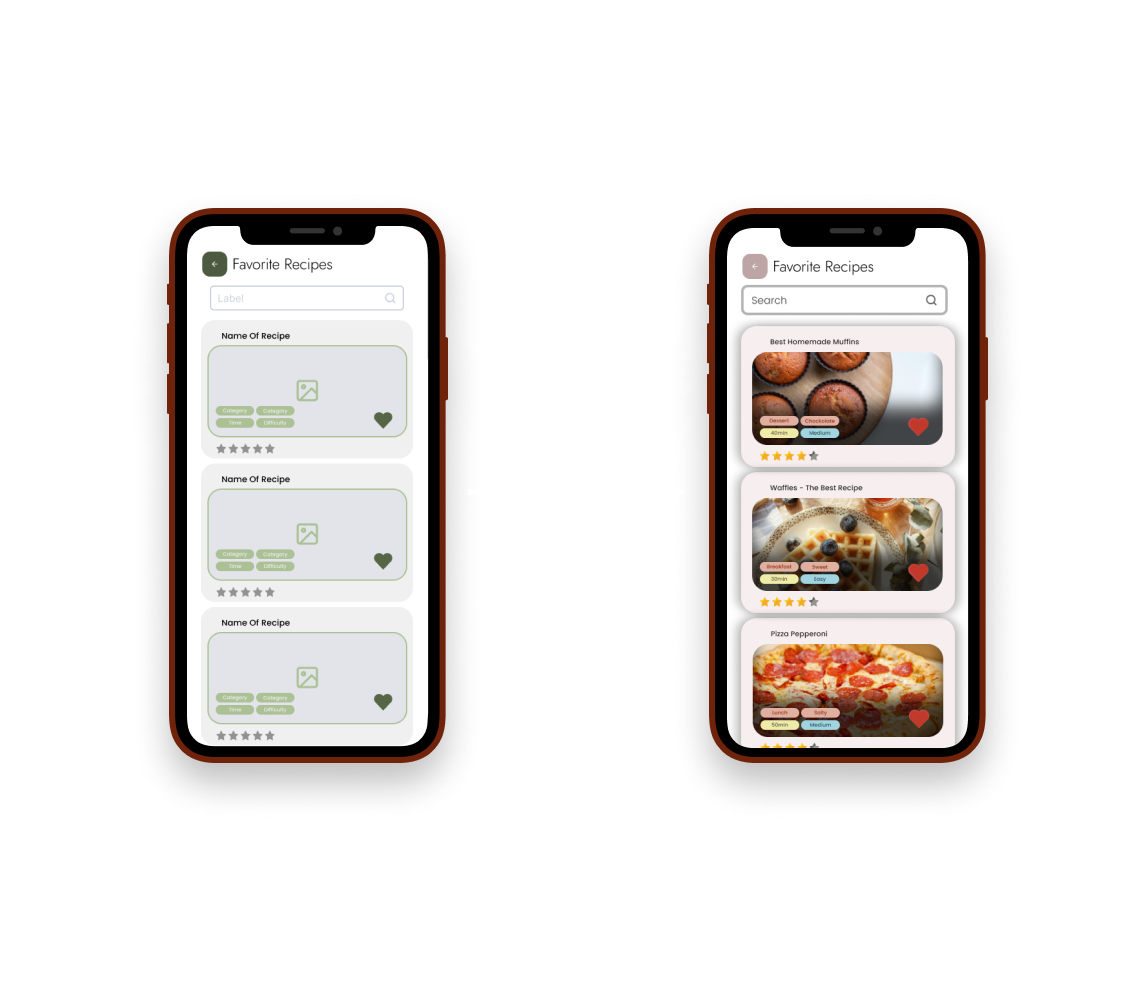 Favorite Recipes
Label
Name Of Recipe
Category Category
Time Difficulty
Name Of Recipe
Category Category
Time Difficulty
Name Of Recipe
Category Category
Time Difficulty
Favorite Recipes
Search
Best Homemade Muffins
Dessert Chockolate
40min Medium
Waffles - The Best Recipe
Breakfast Sweet
30min Easy
Pizza Pepperoni
Lunch Salty
50min Medium